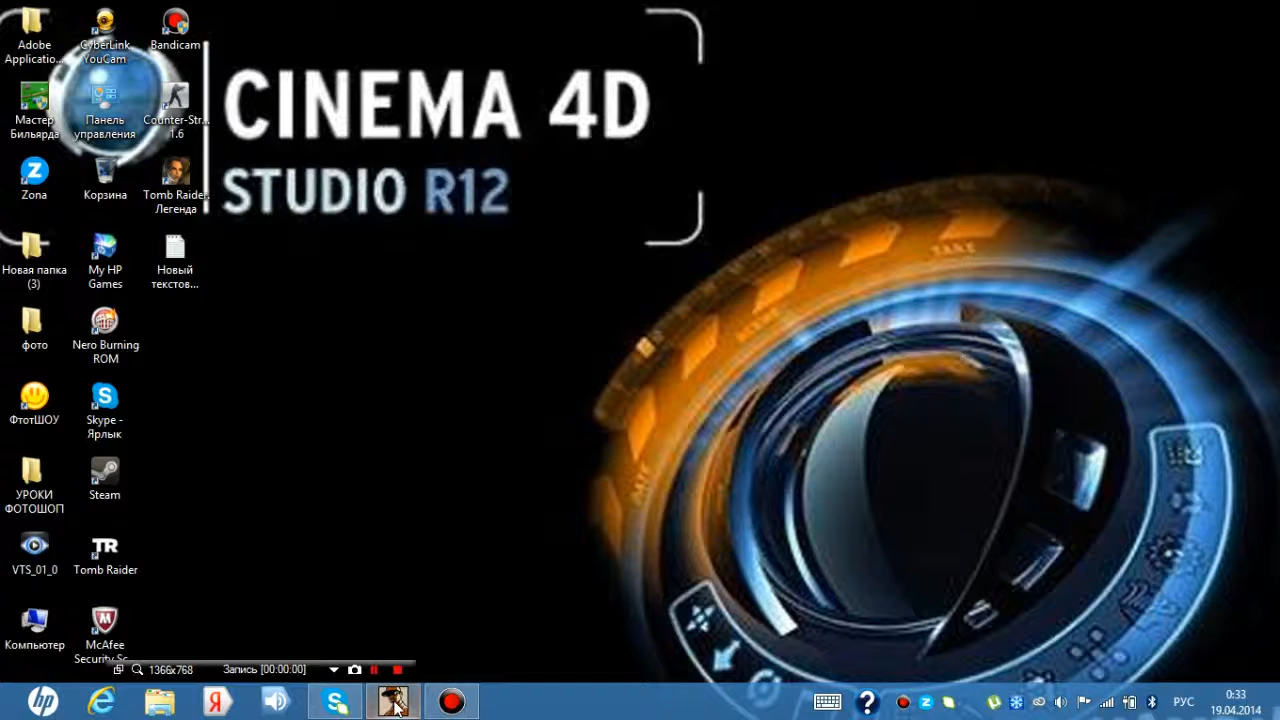 Adobe
Applicatio...
CyberLink
YouCam
Bandicam
CINEMA 4D
STUDIO R12
Мастер
Бильярда
Панель
управления
Counter-Str...
1.6
Zona
Корзина
Tomb Raider.
Легенда
Новая папка
(3)
My HP
Games
Новый
текстов...
TAKE
фото
Nero Burning
ROM
ФтотШОУ
Skype -
Ярлык
УРОКИ
ФОТОШОП
Steam
VTS_01_0
TR
Tomb Raider
Компьютер
McAfee
Security Sc...
1366x768
Запись [00:00:00]
РУС
0:33
19.04.2014